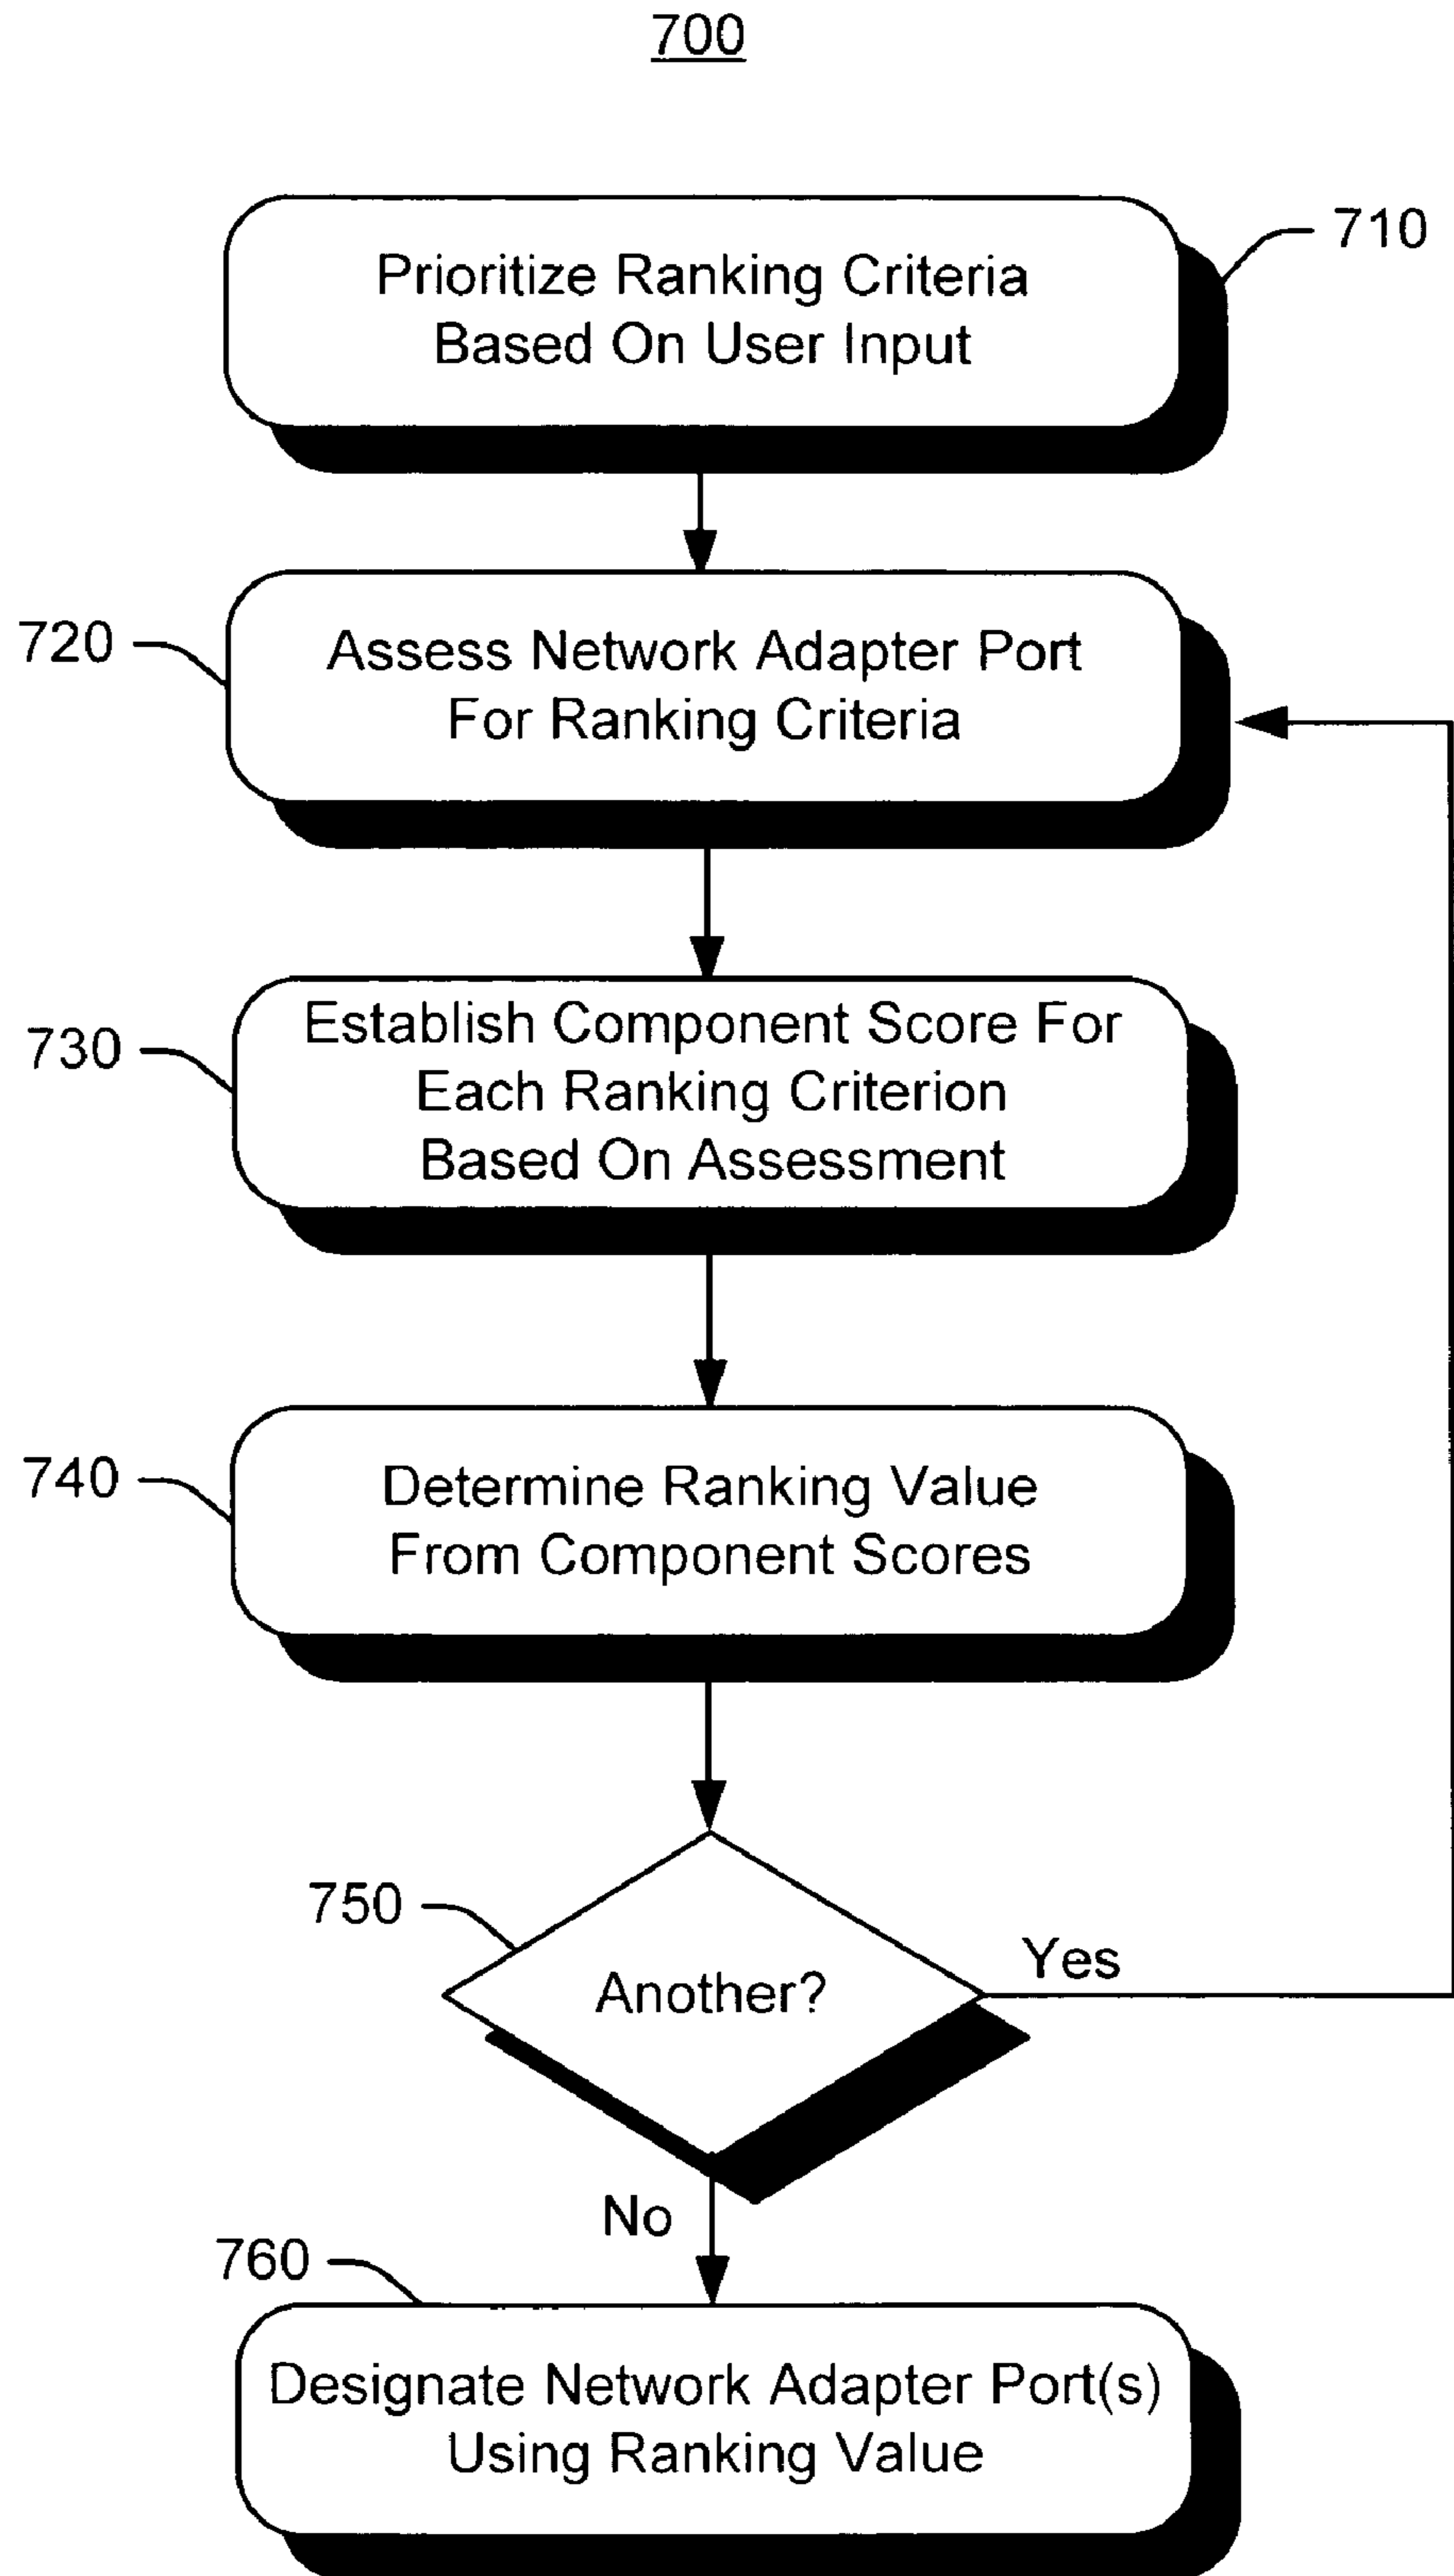 700
Prioritize Ranking Criteria
Based On User Input
710
720
Assess Network Adapter Port
For Ranking Criteria
730
Establish Component Score For
Each Ranking Criterion
Based On Assessment
740
Determine Ranking Value
From Component Scores
750
Another?
Yes
No
760
Designate Network Adapter Port(s)
Using Ranking Value